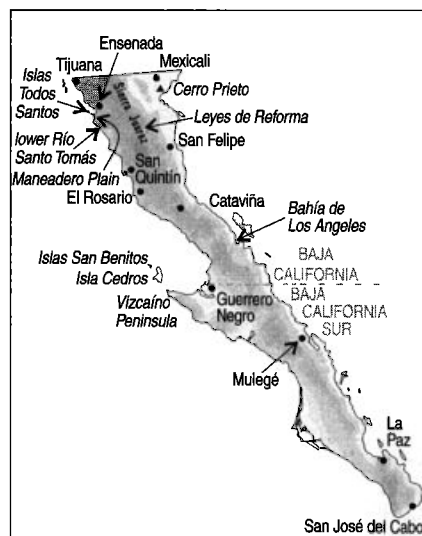 Ensenada
Tijuana
Mexicali
Islas
Todos
Santos
Cerro Prieto
Sierra Juárez
Leyes de Reforma
lower Río
Santo Tomás
San Felipe
Maneadero Plain
San
Quintín
El Rosario
Cataviña
Bahía de
Los Angeles
Islas San Benitos
Isla Cedros
BAJA
CALIFORNIA
BAJA
CALIFORNIA
SUR
Vizcaíno
Peninsula
Guerrero
Negro
Mulegé
La
Paz
San José del Cabo